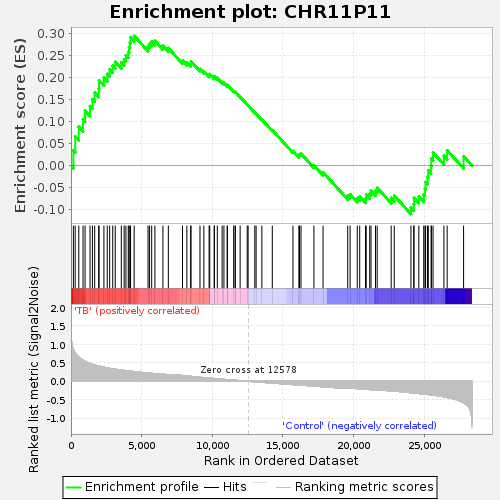 Enrichment plot: CHR11P11
Enrichment score (ES)
0.30
0.25
0.20
0.15
0.10
0.05
0.00
-0.05
-0.10
'TB' (positively correlated)
Ranked list metric (Signal2Noise)
2.0
1.5
1.0
0.5
0.0
-0.5
-1.0
Zero cross at 12578
'Control' (negatively correlated)
0
5,000
10,000
15,000
20,000
25,000
Rank in Ordered Dataset
Enrichment profile
Hits
Ranking metric scores